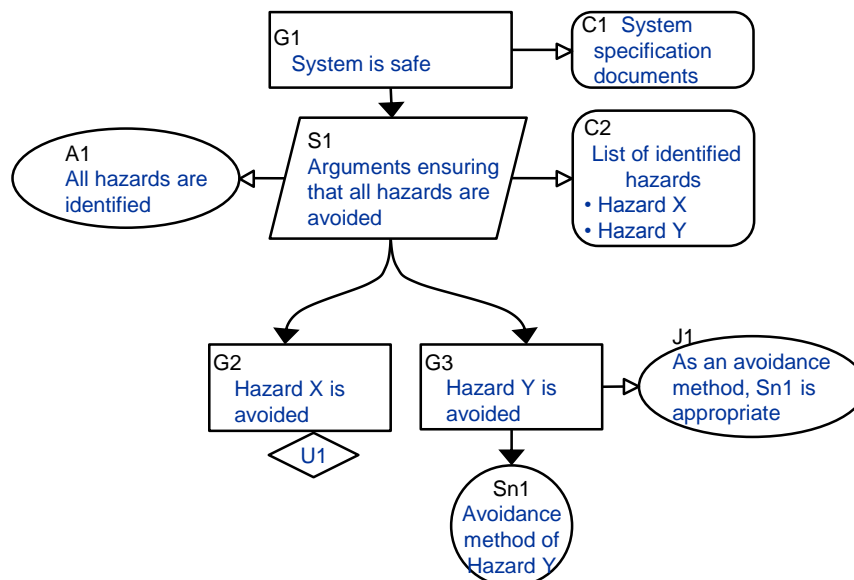 G1
System is safe
C1 System
specification
documents
A1
All hazards are
identified
S1
Arguments ensuring
that all hazards are
avoided
C2
List of identified
hazards
• Hazard X
• Hazard Y
G2
Hazard X is
avoided
U1
G3
Hazard Y is
avoided
J1
As an avoidance
method, Sn1 is
appropriate
Sn1
Avoidance
method of
Hazard Y